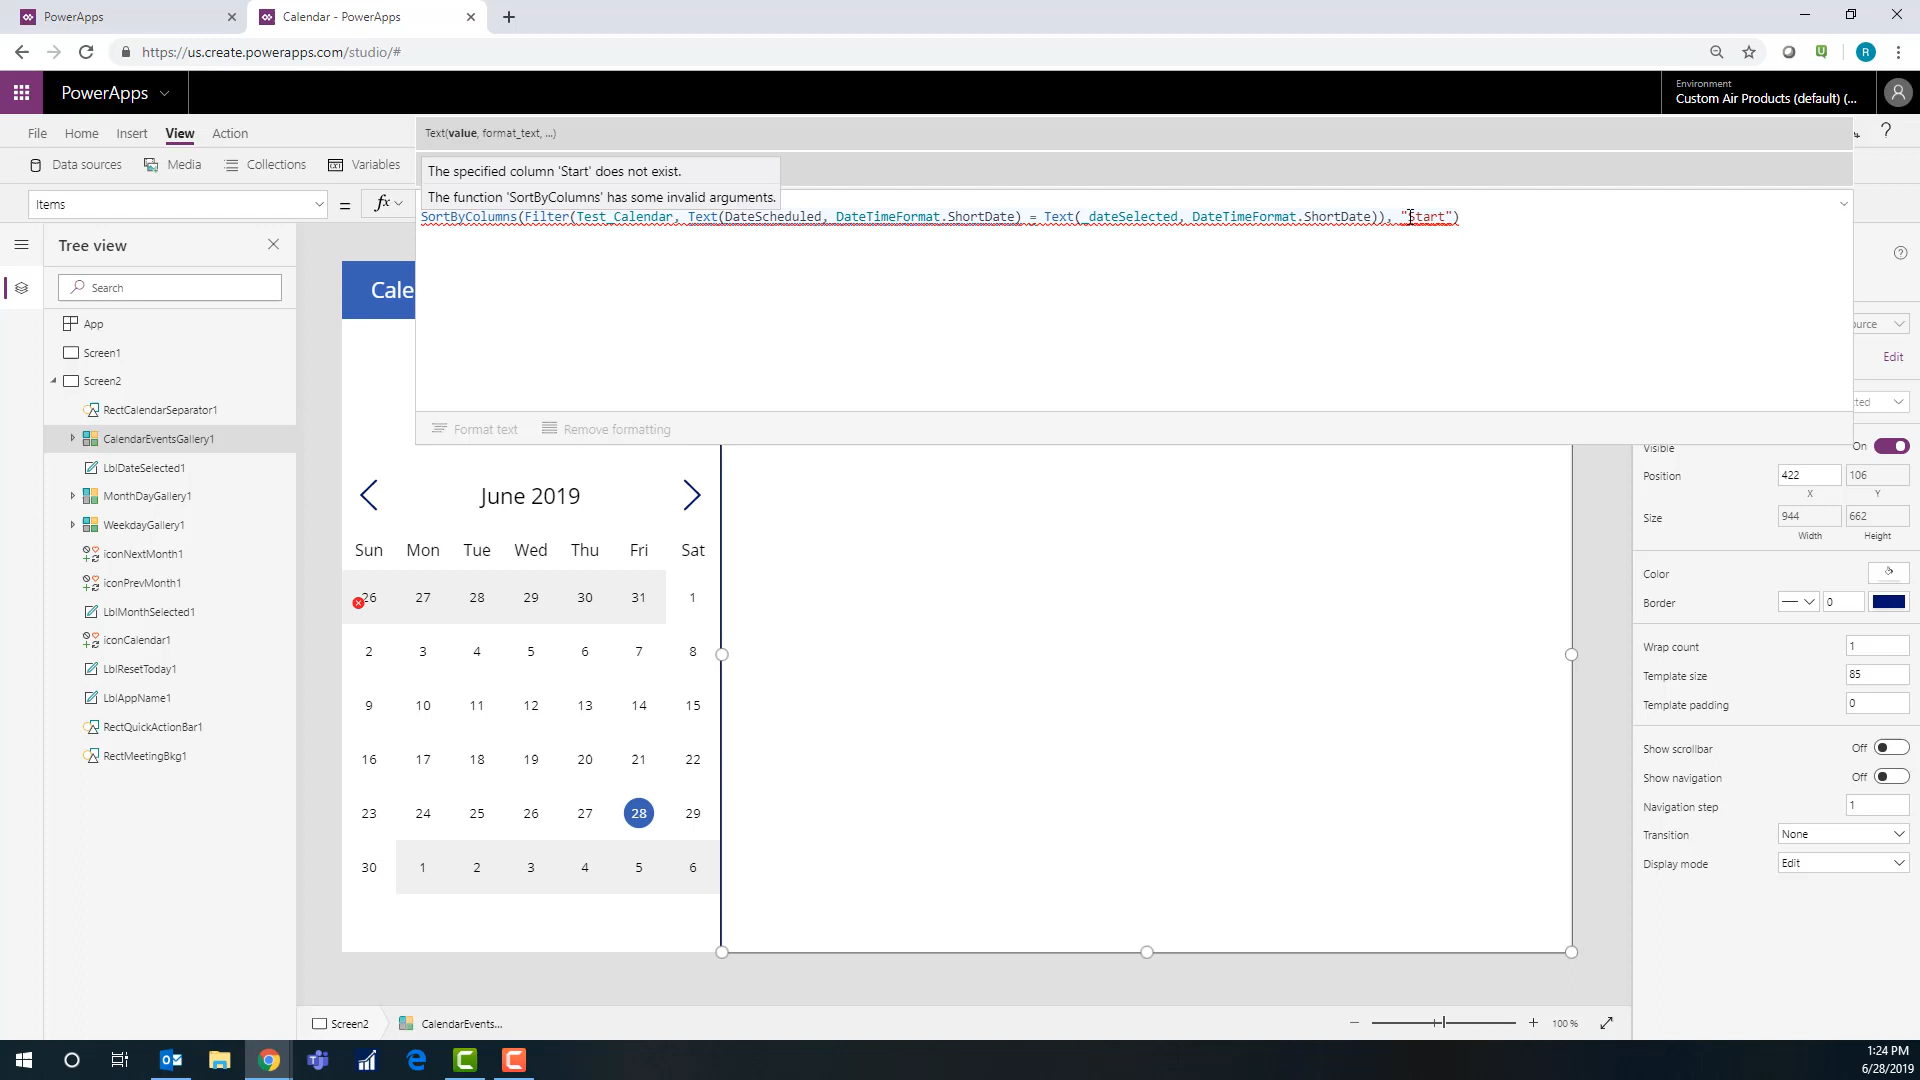 PowerApps
Calendar - PowerApps
https://us.create.powerapps.com/studio/#
R
PowerApps
Environment
Custom Air Products (default) (...
File Home Insert View Action
Text(value, format_text, ...)
?
Data sources Media Collections Variables
The specified column 'Start' does not exist.
The function 'SortByColumns' has some invalid arguments.
Items = fx
SortByColumns(Filter(Test_Calendar, Text(DateScheduled, DateTimeFormat.ShortDate) = Text(_dateSelected, DateTimeFormat.ShortDate)), "Start")
Tree view
Search
App
Screen1
Screen2
RectCalendarSeparator1
CalendarEventsGallery1
LblDateSelected1
MonthDayGallery1
WeekdayGallery1
iconNextMonth1
iconPrevMonth1
LblMonthSelected1
iconCalendar1
LblResetToday1
LblAppName1
RectQuickActionBar1
RectMeetingBkg1
Cale
Format text Remove formatting
June 2019
Sun Mon Tue Wed Thu Fri Sat
26 27 28 29 30 31 1
2 3 4 5 6 7 8
9 10 11 12 13 14 15
16 17 18 19 20 21 22
23 24 25 26 27 28 29
30 1 2 3 4 5 6
ource
Edit
cted
Visible On
Position 422 106
X Y
Size 944 662
Width Height
Color
Border 0
Wrap count 1
Template size 85
Template padding 0
Show scrollbar Off
Show navigation Off
Navigation step 1
Transition None
Display mode Edit
Screen2 CalendarEvents...
100 %
1:24 PM
6/28/2019